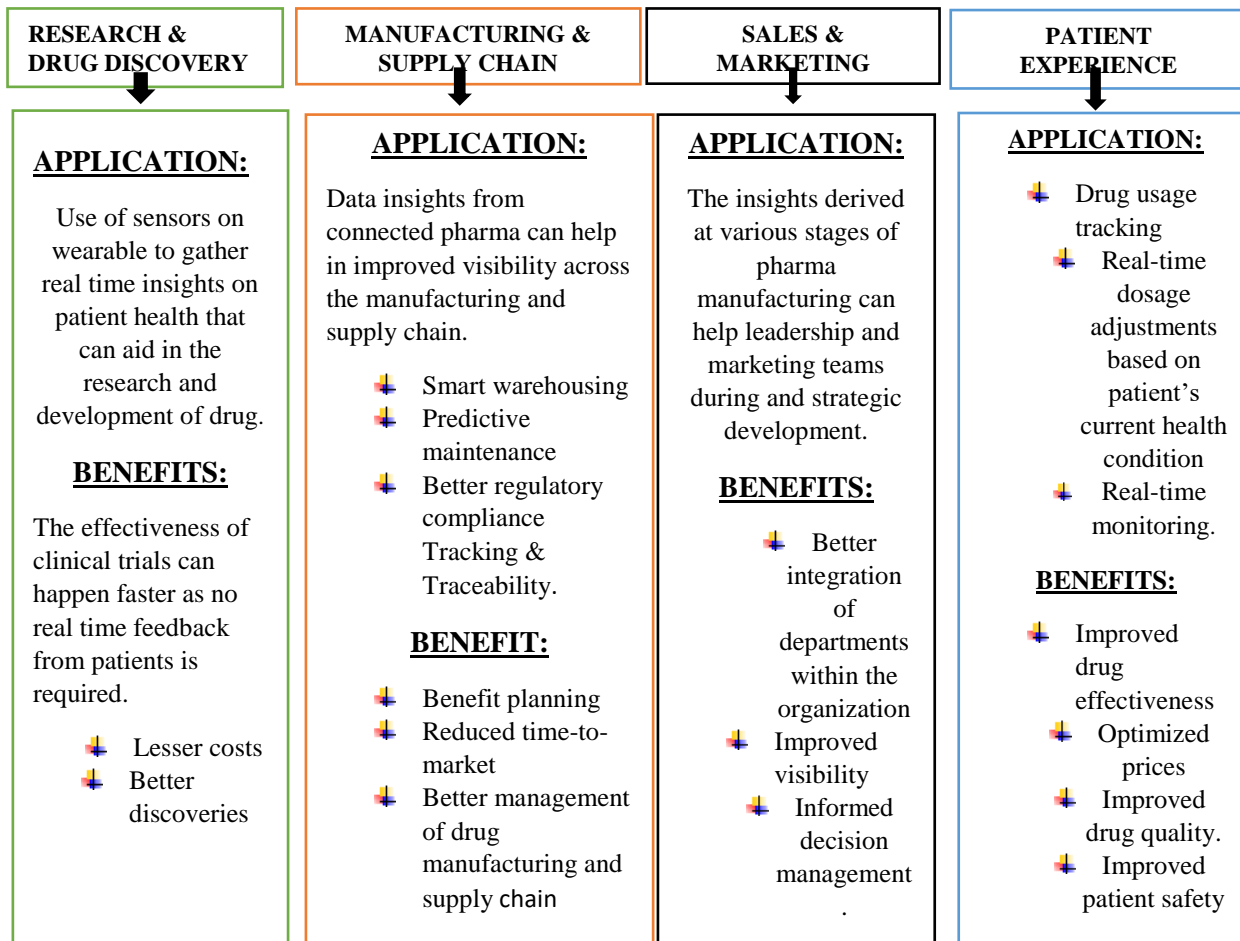 RESEARCH &
DRUG DISCOVERY
APPLICATION:
Use of sensors on
wearable to gather
real time insights on
patient health that
can aid in the
research and
development of drug.
BENEFITS:
The effectiveness of
clinical trials can
happen faster as no
real time feedback
from patients is
required.
Lesser costs
Better
discoveries
MANUFACTURING &
SUPPLY CHAIN
APPLICATION:
Data insights from
connected pharma can help
in improved visibility across
the manufacturing and
supply chain.
Smart warehousing
Predictive
maintenance
Better regulatory
compliance
Tracking &
Traceability.
BENEFIT:
Benefit planning
Reduced time-to-
market
Better management
of drug
manufacturing and
supply chain
SALES &
MARKETING
APPLICATION:
The insights derived
at various stages of
pharma
manufacturing can
help leadership and
marketing teams
during and strategic
development.
BENEFITS:
Better
integration
of
departments
within the
organization
Improved
visibility
Informed
decision
management
.
PATIENT
EXPERIENCE
APPLICATION:
Drug usage
tracking
Real-time
dosage
adjustments
based on
patient’s
current health
condition
Real-time
monitoring.
BENEFITS:
Improved
drug
effectiveness
Optimized
prices
Improved
drug quality.
Improved
patient safety